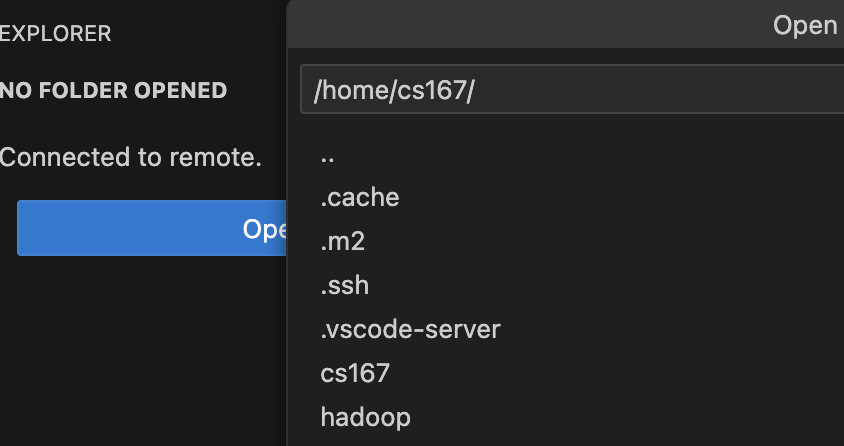 EXPLORER
NO FOLDER OPENED
Connected to remote.
Ope
Open
/home/cs167/
..
.cache
.m2
.ssh
.vscode-server
cs167
hadoop